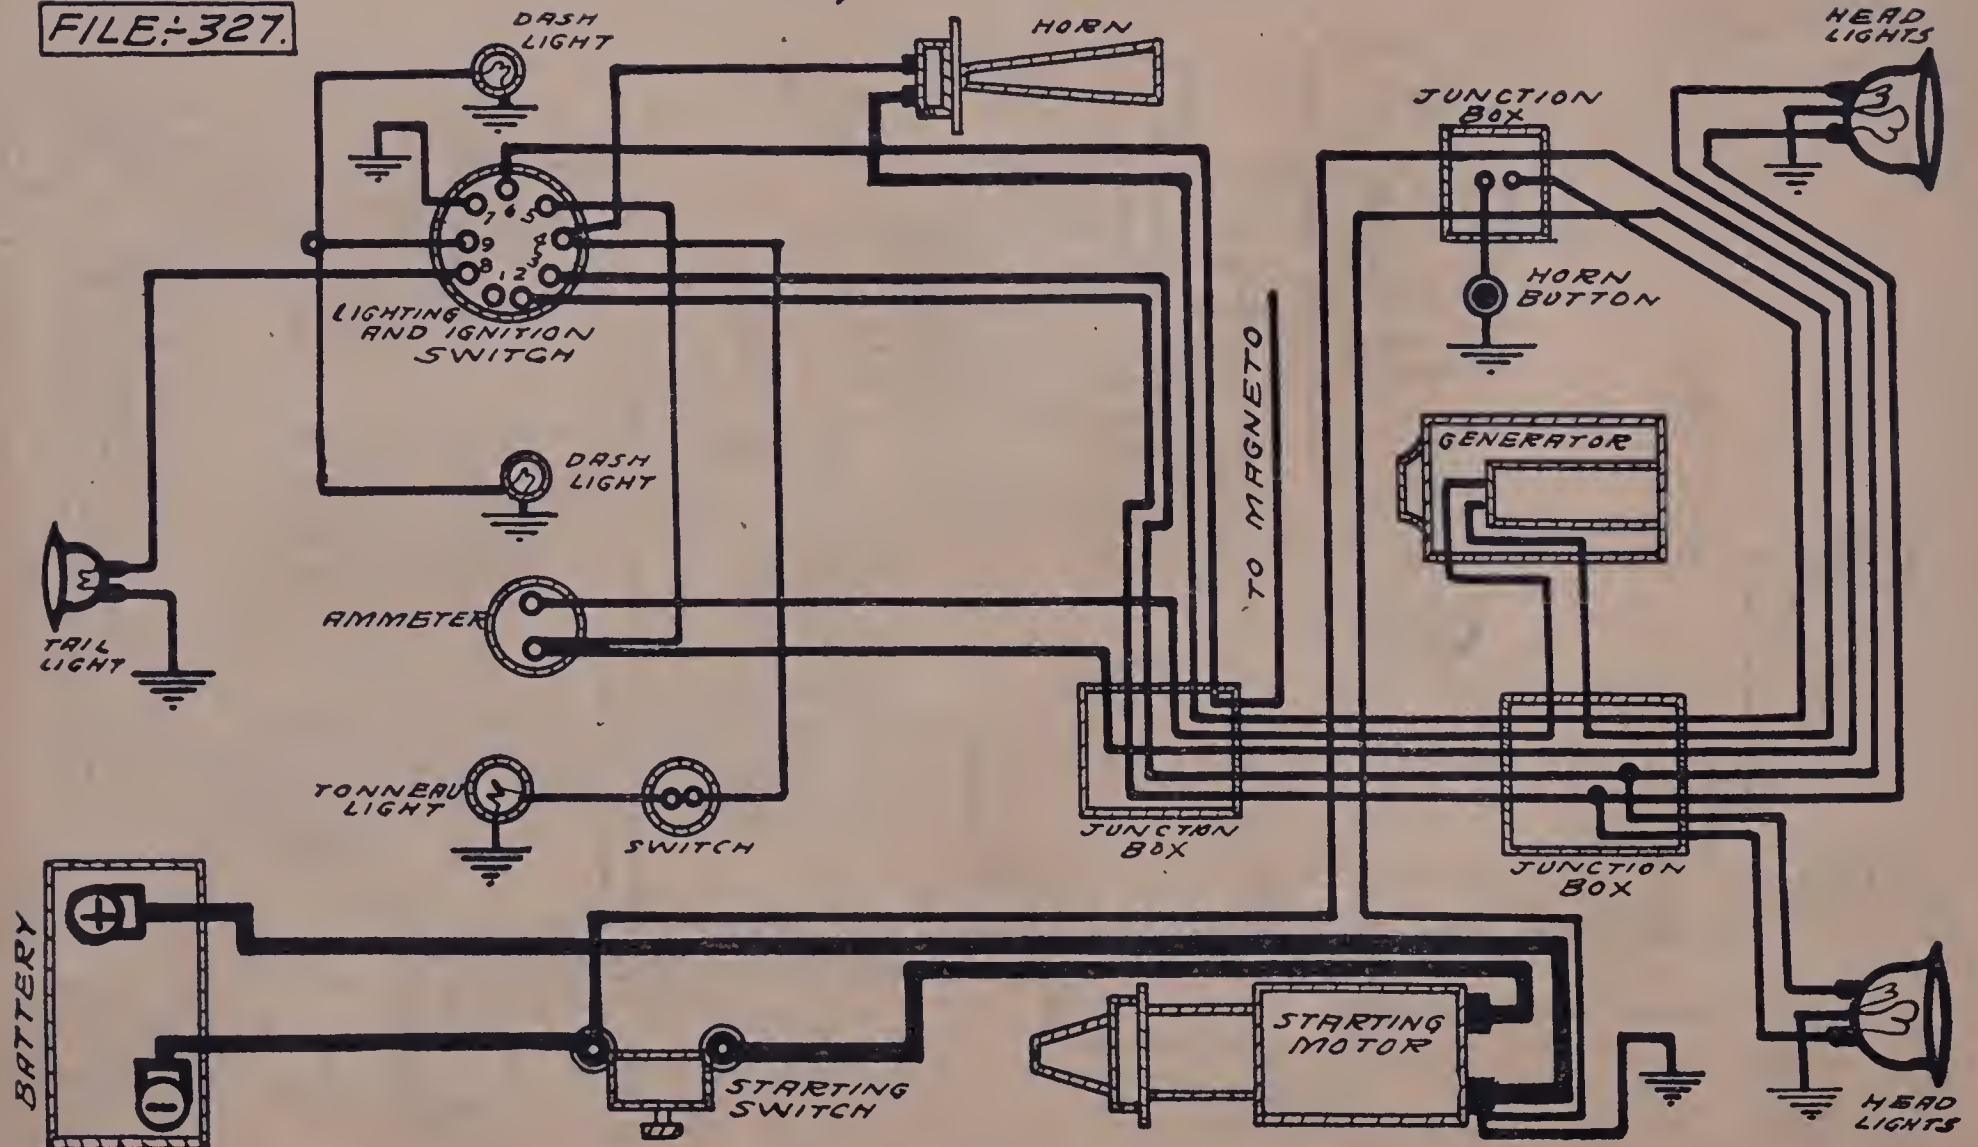 FILE÷327.
DASH
LIGHT
HORN
HEAD
LIGHTS
JUNCTION
BOX
7 6 5
9 4
8 1 2 3
LIGHTING
AND IGNITION
SWITCH
HORN
BUTTON
TO MAGNETO
GENERATOR
DASH
LIGHT
AMMETER
TAIL
LIGHT
TONNEAU
LIGHT
SWITCH
JUNCTION
BOX
JUNCTION
BOX
BATTERY
+
−
STARTING
SWITCH
STARTING
MOTOR
HEAD
LIGHTS